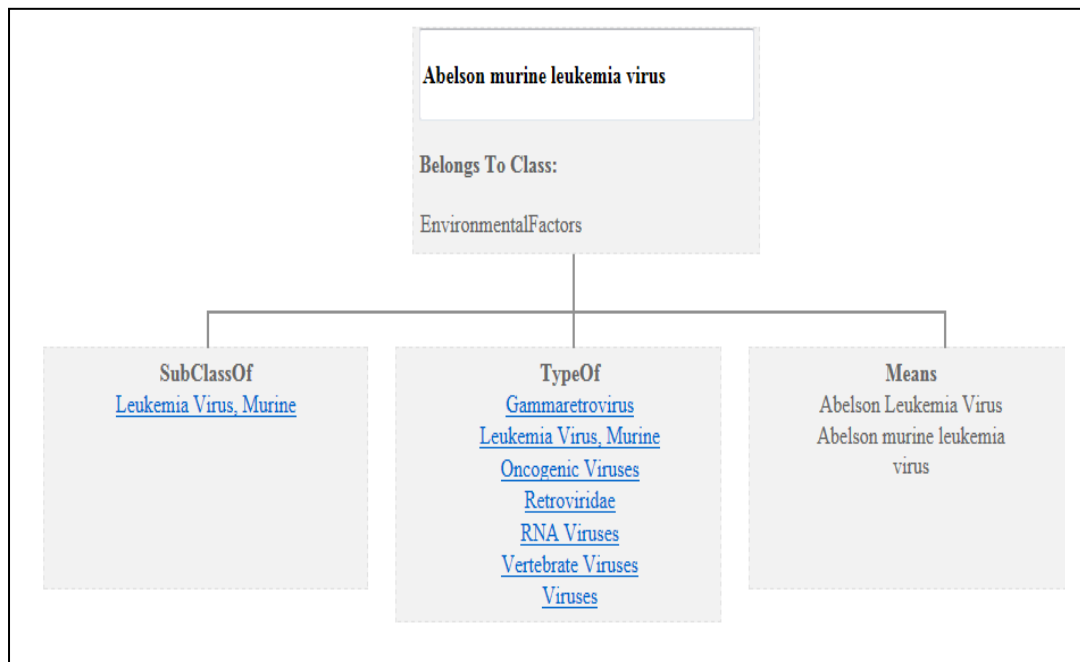 Abelson murine leukemia virus
Belongs To Class:
EnvironmentalFactors
SubClassOf
Leukemia Virus, Murine
TypeOf
Gammaretrovirus
Leukemia Virus, Murine
Oncogenic Viruses
Retroviridae
RNA Viruses
Vertebrate Viruses
Viruses
Means
Abelson Leukemia Virus
Abelson murine leukemia
virus